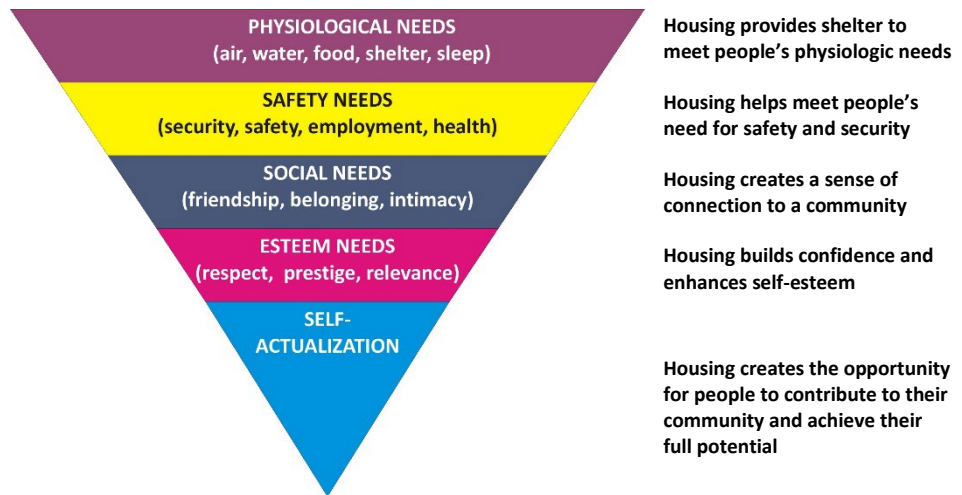 PHYSIOLOGICAL NEEDS
(air, water, food, shelter, sleep)
Housing provides shelter to
meet people’s physiologic needs
SAFETY NEEDS
(security, safety, employment, health)
Housing helps meet people’s
need for safety and security
SOCIAL NEEDS
(friendship, belonging, intimacy)
Housing creates a sense of
connection to a community
ESTEEM NEEDS
(respect,  prestige, relevance)
Housing builds confidence and
enhances self-esteem
SELF-
ACTUALIZATION
Housing creates the opportunity
for people to contribute to their
community and achieve their
full potential